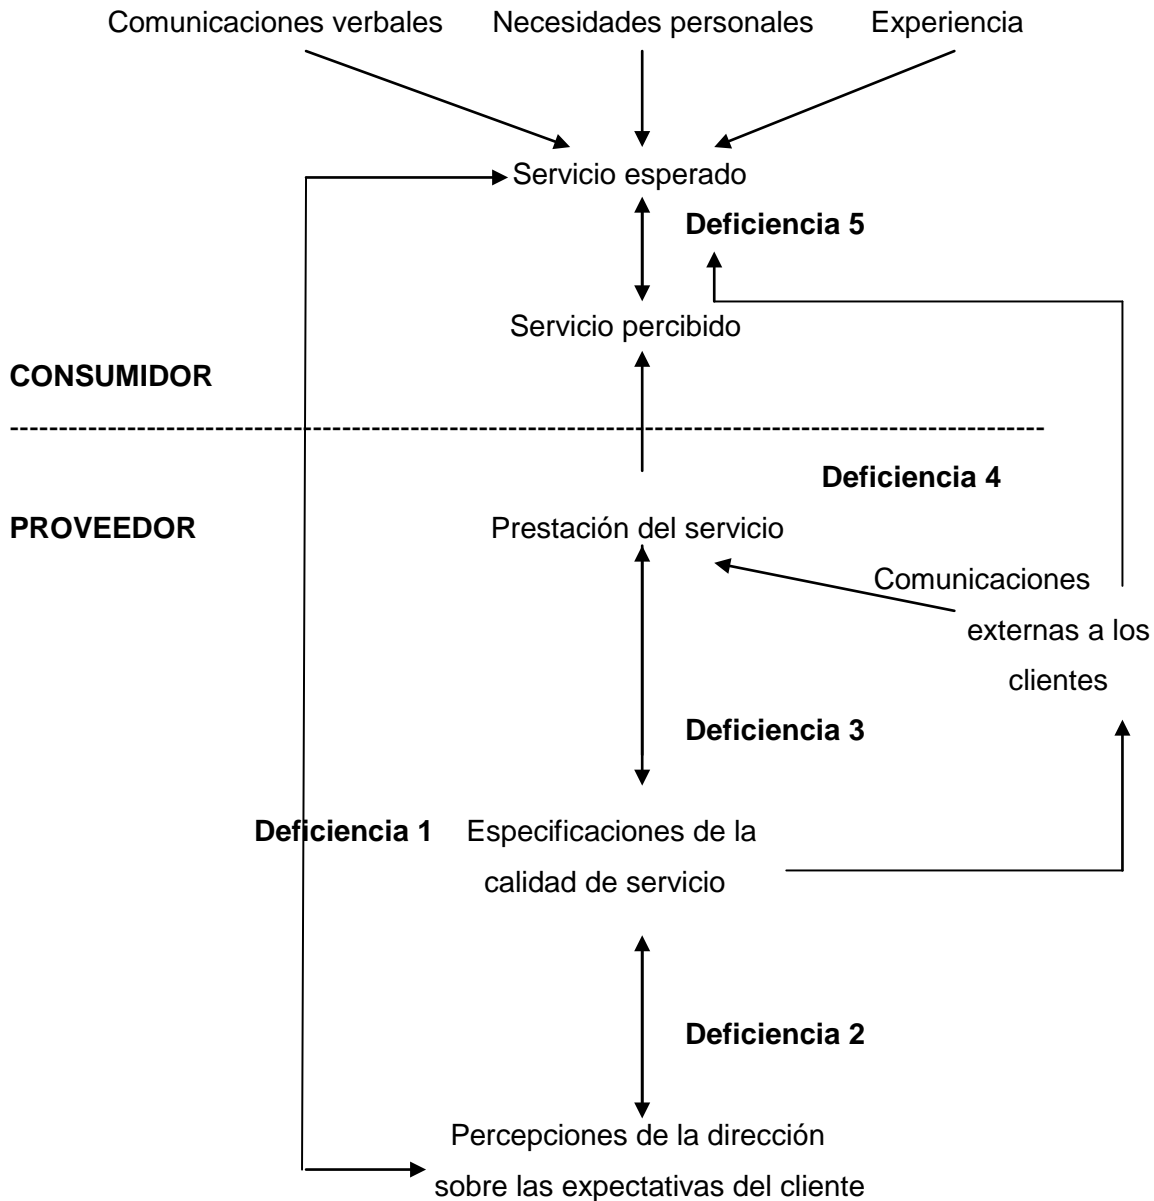 Comunicaciones verbales Necesidades personales Experiencia
Servicio esperado
Deficiencia 5
Servicio percibido
CONSUMIDOR
Deficiencia 4
PROVEEDOR Prestación del servicio
Comunicaciones
externas a los
clientes
Deficiencia 3
Deficiencia 1 Especificaciones de la
calidad de servicio
Deficiencia 2
Percepciones de la dirección
sobre las expectativas del cliente